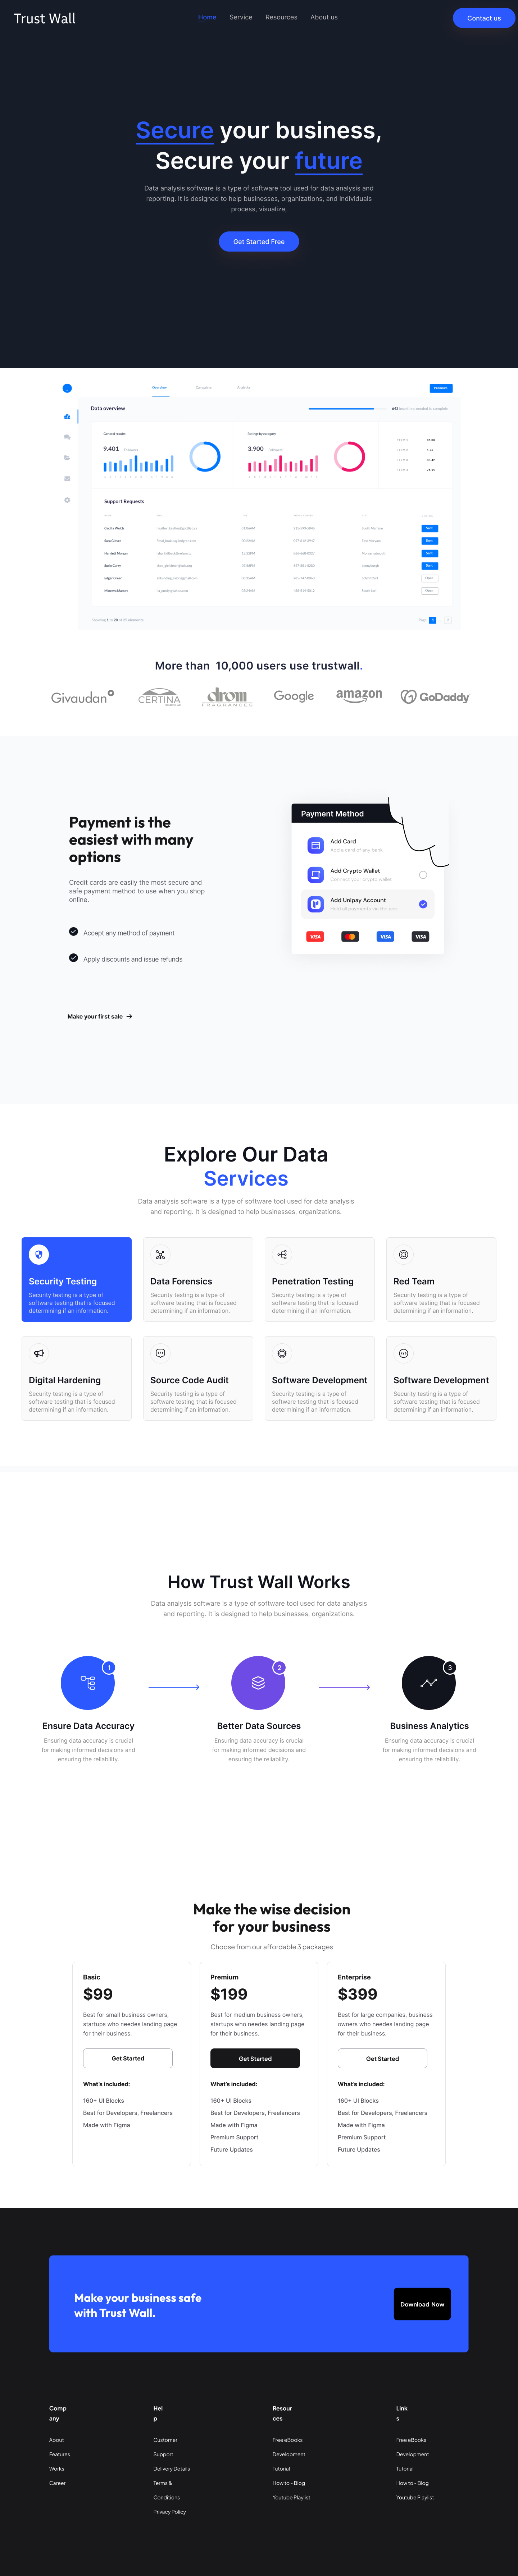 Trust Wall
Home Service Resources About us
Contact us
Secure your business,
Secure your future
Data analysis software is a type of software tool used for data analysis and
reporting. It is designed to help businesses, organizations, and individuals
process, visualize,
Get Started Free
Overview
Data overview
General results
9.401
Ratings by category
3.900
Support Requests
More than 10,000 users use trustwall.
Givaudan
CERTINA
drom
FRAGRANCES
Google
amazon
GoDaddy
Payment is the
easiest with many
options
Credit cards are easily the most secure and
safe payment method to use when you shop
online.
Accept any method of payment
Apply discounts and issue refunds
Make your first sale
Payment Method
Add Card
Add a card of any bank
Add Crypto Wallet
Connect your crypto wallet
Add Unipay Account
Hold all payments via the app
VISA
VISA
VISA
Explore Our Data
Services
Data analysis software is a type of software tool used for data analysis
and reporting. It is designed to help businesses, organizations.
Security Testing
Security testing is a type of
software testing that is focused
determining if an information.
Data Forensics
Security testing is a type of
software testing that is focused
determining if an information.
Penetration Testing
Security testing is a type of
software testing that is focused
determining if an information.
Red Team
Security testing is a type of
software testing that is focused
determining if an information.
Digital Hardening
Security testing is a type of
software testing that is focused
determining if an information.
Source Code Audit
Security testing is a type of
software testing that is focused
determining if an information.
Software Development
Security testing is a type of
software testing that is focused
determining if an information.
Software Development
Security testing is a type of
software testing that is focused
determining if an information.
How Trust Wall Works
Data analysis software is a type of software tool used for data analysis
and reporting. It is designed to help businesses, organizations.
1
Ensure Data Accuracy
Ensuring data accuracy is crucial
for making informed decisions and
ensuring the reliability.
2
Better Data Sources
Ensuring data accuracy is crucial
for making informed decisions and
ensuring the reliability.
3
Business Analytics
Ensuring data accuracy is crucial
for making informed decisions and
ensuring the reliability.
Make the wise decision
for your business
Choose from our affordable 3 packages
Basic
$99
Best for small business owners,
startups who needs landing page
for their business.
Get Started
What's included:
160+ UI Blocks
Best for Developers, Freelancers
Made with Figma
Premium
$199
Best for medium business owners,
startups who needs landing page
for their business.
Get Started
What's included:
160+ UI Blocks
Best for Developers, Freelancers
Made with Figma
Premium Support
Future Updates
Enterprise
$399
Best for large companies, business
owners who needs landing page
for their business.
Get Started
What's included:
160+ UI Blocks
Best for Developers, Freelancers
Made with Figma
Premium Support
Future Updates
Make your business safe
with Trust Wall.
Download Now
Comp
any
About
Features
Works
Career
Hel
p
Customer
Support
Delivery Details
Terms &
Conditions
Privacy Policy
Resour
ces
Free eBooks
Development
Tutorial
How to - Blog
Youtube Playlist
Link
s
Free eBooks
Development
Tutorial
How to - Blog
Youtube Playlist